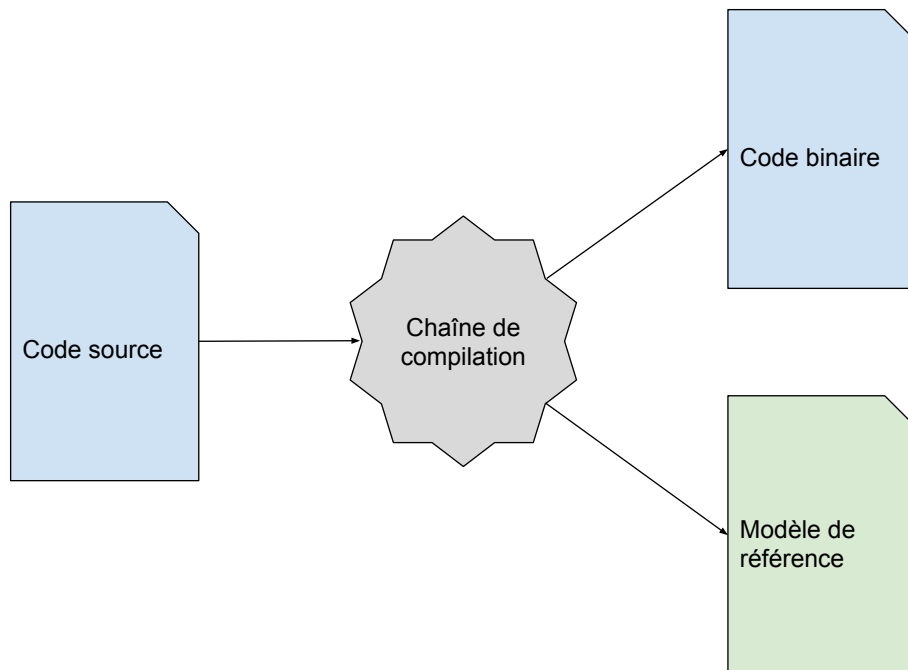 Code binaire
Code source
Chaîne de
compilation
Modèle de
référence